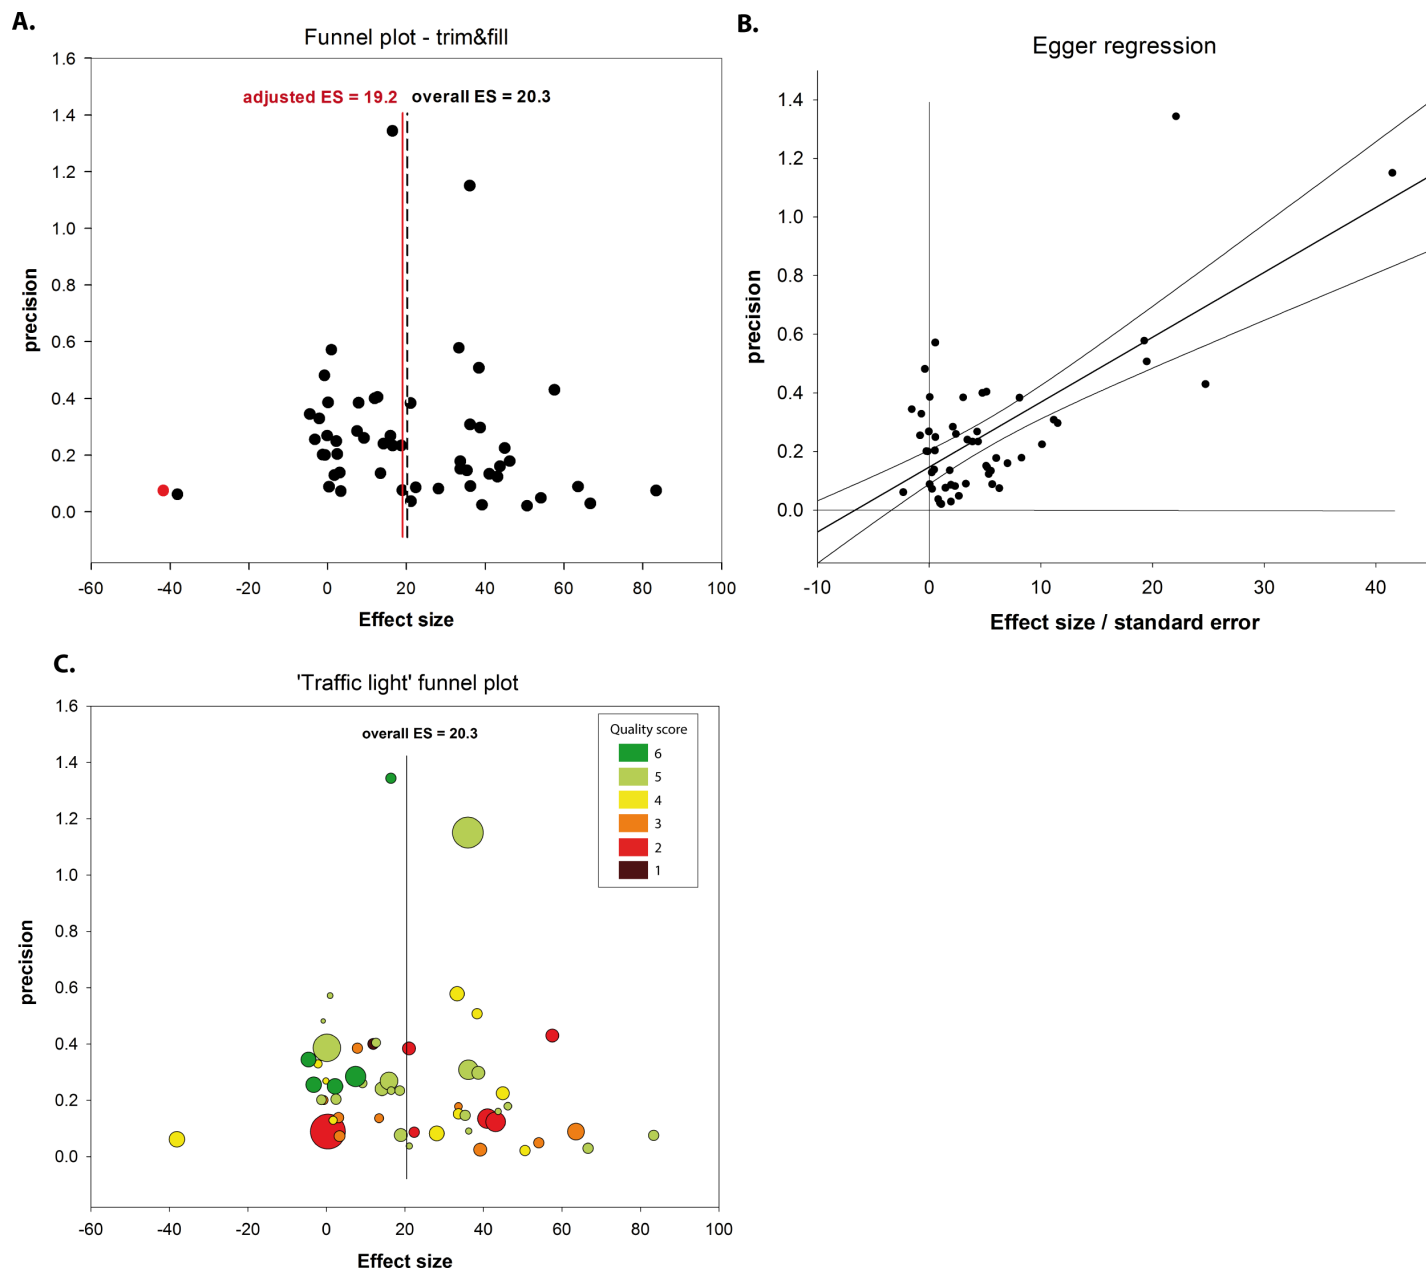 A.
Funnel plot - trim&fill
adjusted ES = 19.2 overall ES = 20.3
precision
1.6
1.4
1.2
1.0
0.8
0.6
0.4
0.2
0.0
-60 -40 -20 0 20 40 60 80 100
Effect size
B.
Egger regression
precision
1.4
1.2
1.0
0.8
0.6
0.4
0.2
0.0
-10 0 10 20 30 40
Effect size / standard error
C.
'Traffic light' funnel plot
overall ES = 20.3
Quality score
6
5
4
3
2
1
precision
1.6
1.4
1.2
1.0
0.8
0.6
0.4
0.2
0.0
-60 -40 -20 0 20 40 60 80 100
Effect size